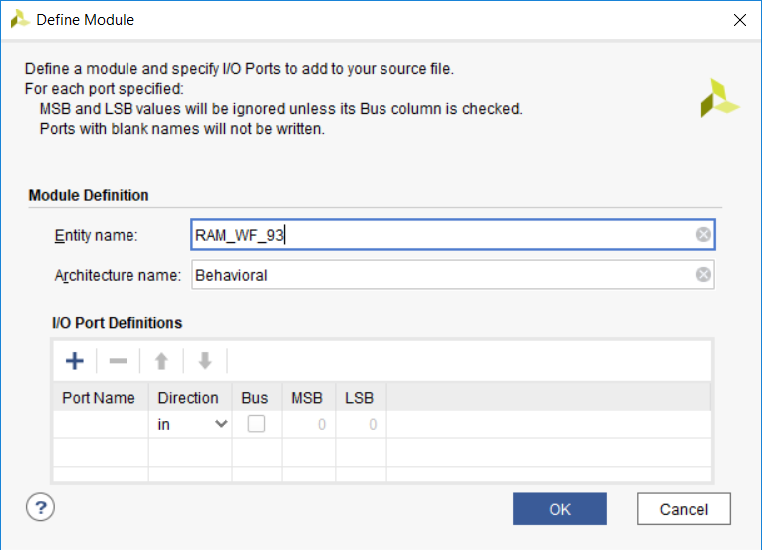 Define Module
Define a module and specify I/O Ports to add to your source file.
For each port specified:
MSB and LSB values will be ignored unless its Bus column is checked.
Ports with blank names will not be written.
Module Definition
Entity name: RAM_WF_93
Architecture name: Behavioral
I/O Port Definitions
Port Name Direction Bus MSB LSB
in 0 0
? OK Cancel